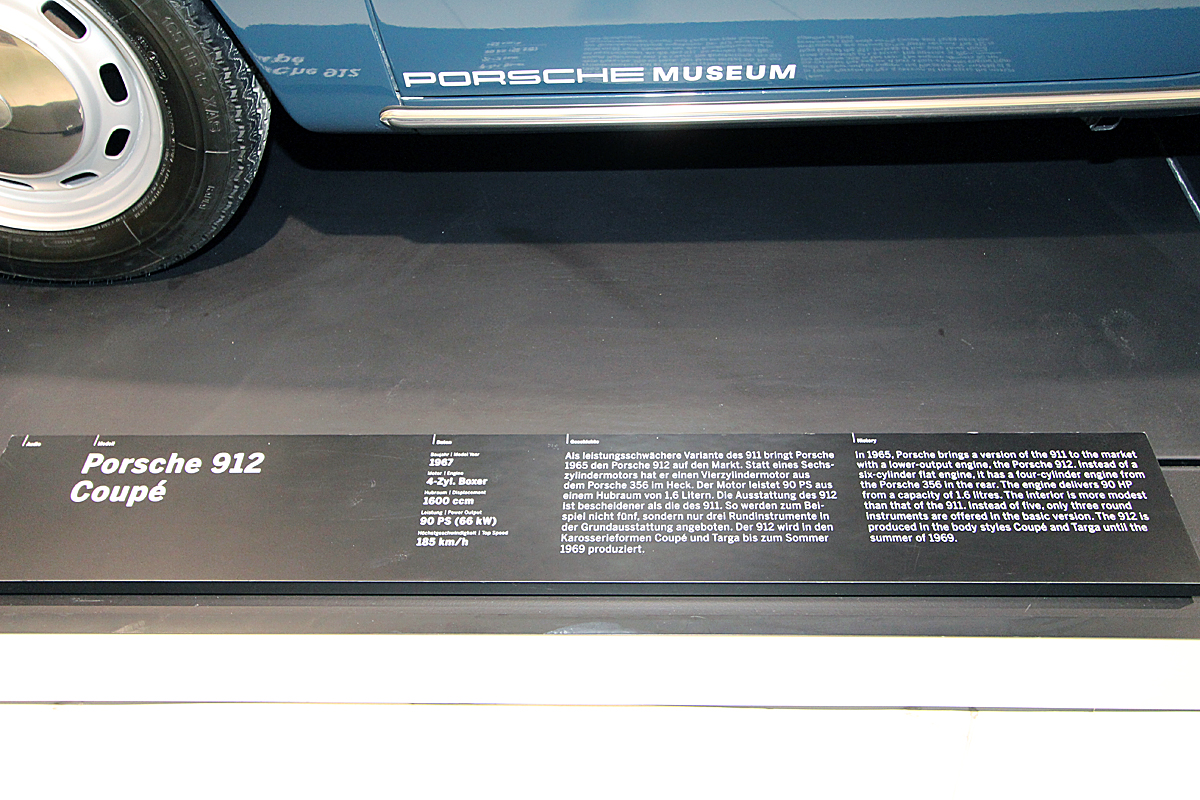 PORSCHE MUSEUM
Audio
Modell
Porsche 912
Coupé
Daten
Baujahr | Model Year
1967
Motor | Engine
4-Zyl. Boxer
Hubraum | Displacement
1600 ccm
Leistung | Power Output
90 PS (66 kW)
Höchstgeschwindigkeit | Top Speed
185 km/h
Geschichte
Als leistungsschwächere Variante des 911 bringt Porsche
1965 den Porsche 912 auf den Markt. Statt eines Sechs-
zylindermotors hat er einen Vierzylindermotor aus
dem Porsche 356 im Heck. Der Motor leistet 90 PS aus
einem Hubraum von 1,6 Litern. Die Ausstattung des 912
ist bescheidener als die des 911. So werden zum Bei-
spiel nicht fünf, sondern nur drei Rundinstrumente in
der Grundausstattung angeboten. Der 912 wird in den
Karosserieformen Coupé und Targa bis zum Sommer
1969 produziert.
History
In 1965, Porsche brings a version of the 911 to the market
with a lower-output engine, the Porsche 912. Instead of a
six-cylinder flat engine, it has a four-cylinder engine from
the Porsche 356 in the rear. The engine delivers 90 HP
from a capacity of 1.6 litres. The interior is more modest
than that of the 911. Instead of five, only three round
instruments are offered in the basic version. The 912 is
produced in the body styles Coupé and Targa until the
summer of 1969.